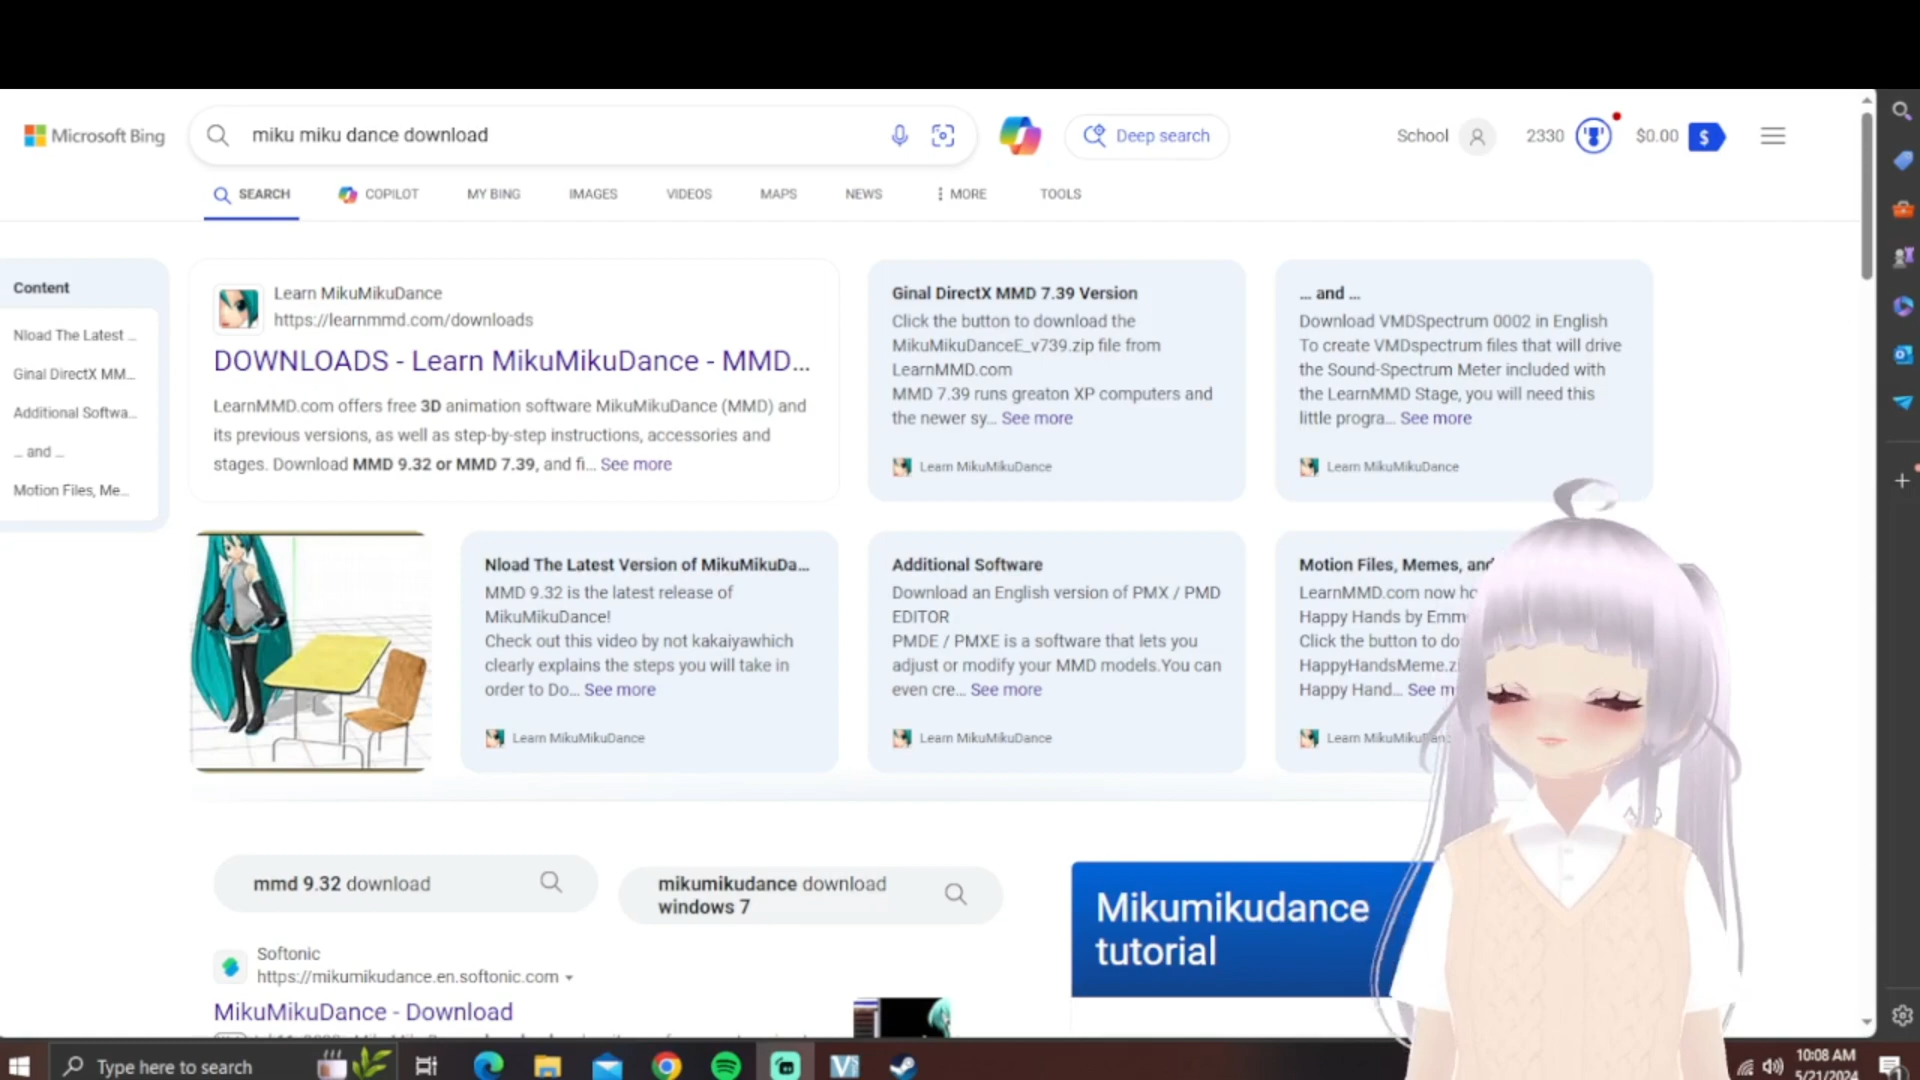 Microsoft Bing
miku miku dance download
Deep search
School
2330
$0.00
SEARCH
COPILOT
MY BING
IMAGES
VIDEOS
MAPS
NEWS
MORE
TOOLS
Content
Nload The Latest ...
Ginal DirectX MM...
Additional Softwa...
... and ...
Motion Files, Me...
Learn MikuMikuDance
https://learnmmd.com/downloads
DOWNLOADS - Learn MikuMikuDance - MMD...
LearnMMD.com offers free 3D animation software MikuMikuDance (MMD) and
its previous versions, as well as step-by-step instructions, accessories and
stages. Download MMD 9.32 or MMD 7.39, and fi... See more
Ginal DirectX MMD 7.39 Version
Click the button to download the
MikuMikuDanceE_v739.zip file from
LearnMMD.com
MMD 7.39 runs greaton XP computers and
the newer sy... See more
Learn MikuMikuDance
... and ...
Download VMDSpectrum 0002 in English
To create VMDspectrum files that will drive
the Sound-Spectrum Meter included with
the LearnMMD Stage, you will need this
little progra... See more
Learn MikuMikuDance
Nload The Latest Version of MikuMikuDa...
MMD 9.32 is the latest release of
MikuMikuDance!
Check out this video by not kakaiyawhich
clearly explains the steps you will take in
order to Do... See more
Learn MikuMikuDance
Additional Software
Download an English version of PMX / PMD
EDITOR
PMDE / PMXE is a software that lets you
adjust or modify your MMD models.You can
even cre... See more
Learn MikuMikuDance
Motion Files, Memes, and
LearnMMD.com now ho
Happy Hands by Emm
Click the button to do
HappyHandsMeme.zi
Happy Hand... See m
Learn MikuMikuDanc
mmd 9.32 download
mikumikudance download
windows 7
Mikumikudance
tutorial
Softonic
https://mikumikudance.en.softonic.com
MikuMikuDance - Download
Type here to search
10:08 AM
5/21/2024